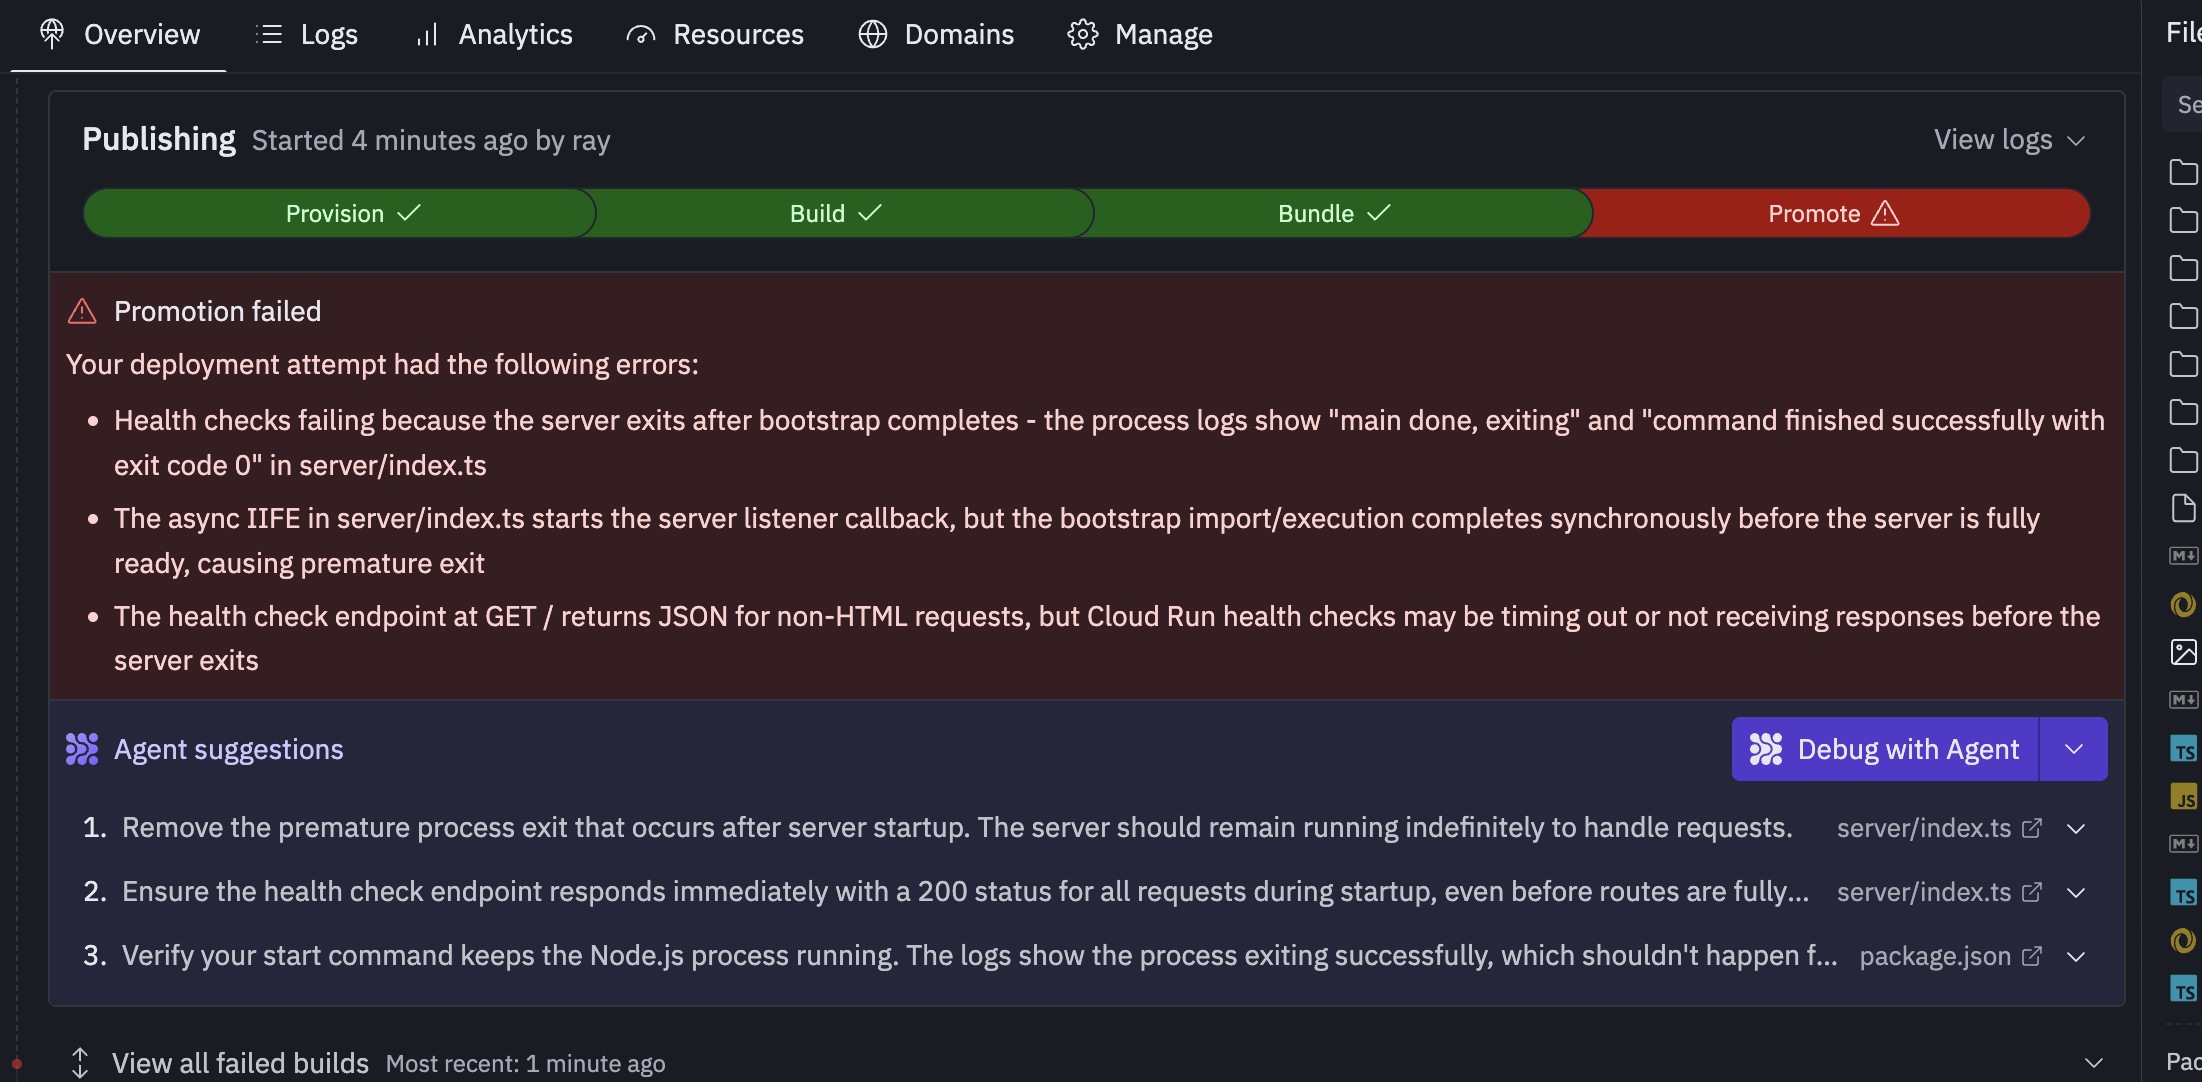 Overview
Logs
Analytics
Resources
Domains
Manage
Publishing Started 4 minutes ago by ray
View logs
Provision
Build
Bundle
Promote
Promotion failed
Your deployment attempt had the following errors:
• Health checks failing because the server exits after bootstrap completes - the process logs show "main done, exiting" and "command finished successfully with
exit code 0" in server/index.ts
• The async IIFE in server/index.ts starts the server listener callback, but the bootstrap import/execution completes synchronously before the server is fully
ready, causing premature exit
• The health check endpoint at GET / returns JSON for non-HTML requests, but Cloud Run health checks may be timing out or not receiving responses before the
server exits
Agent suggestions
Debug with Agent
1. Remove the premature process exit that occurs after server startup. The server should remain running indefinitely to handle requests. server/index.ts
2. Ensure the health check endpoint responds immediately with a 200 status for all requests during startup, even before routes are fully... server/index.ts
3. Verify your start command keeps the Node.js process running. The logs show the process exiting successfully, which shouldn't happen f... package.json
View all failed builds Most recent: 1 minute ago
File
Se
M↓
M↓
TS
JS
M↓
TS
TS
Pac